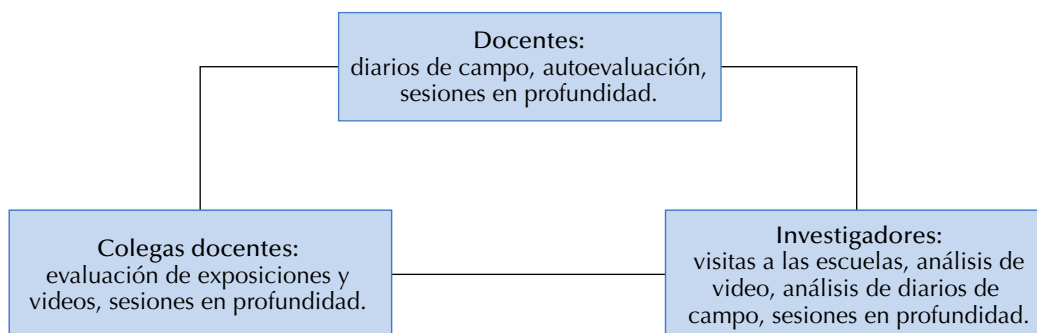 Docentes:
diarios de campo, autoevaluación,
sesiones en profundidad.
Colegas docentes:
evaluación de exposiciones y
videos, sesiones en profundidad.
Investigadores:
visitas a las escuelas, análisis de
video, análisis de diarios de
campo, sesiones en profundidad.